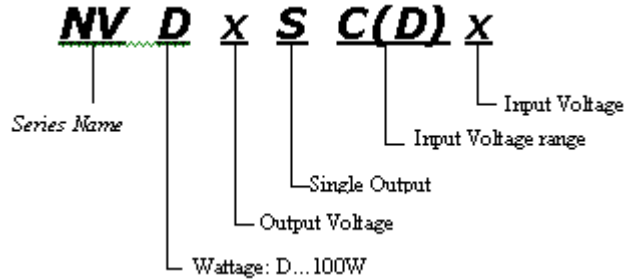 NV D x S C(D) x
Input Voltage
Series Name
Input Voltage range
Single Output
Output Voltage
Wattage: D...100W